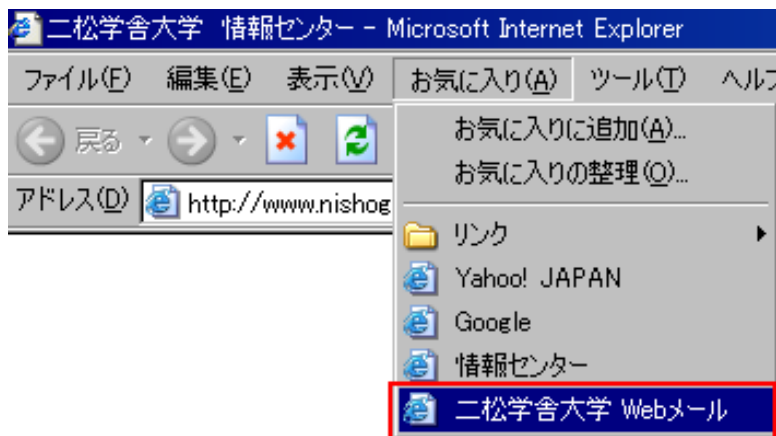 二松学舎大学 情報センター - Microsoft Internet Explorer
ファイル(F) 編集(E) 表示(V) お気に入り(A) ツール(T) ヘルプ
戻る
アドレス(D) http://www.nishog
お気に入りに追加(A)...
お気に入りの整理(O)...
リンク
Yahoo! JAPAN
Google
情報センター
二松学舎大学 Webメール